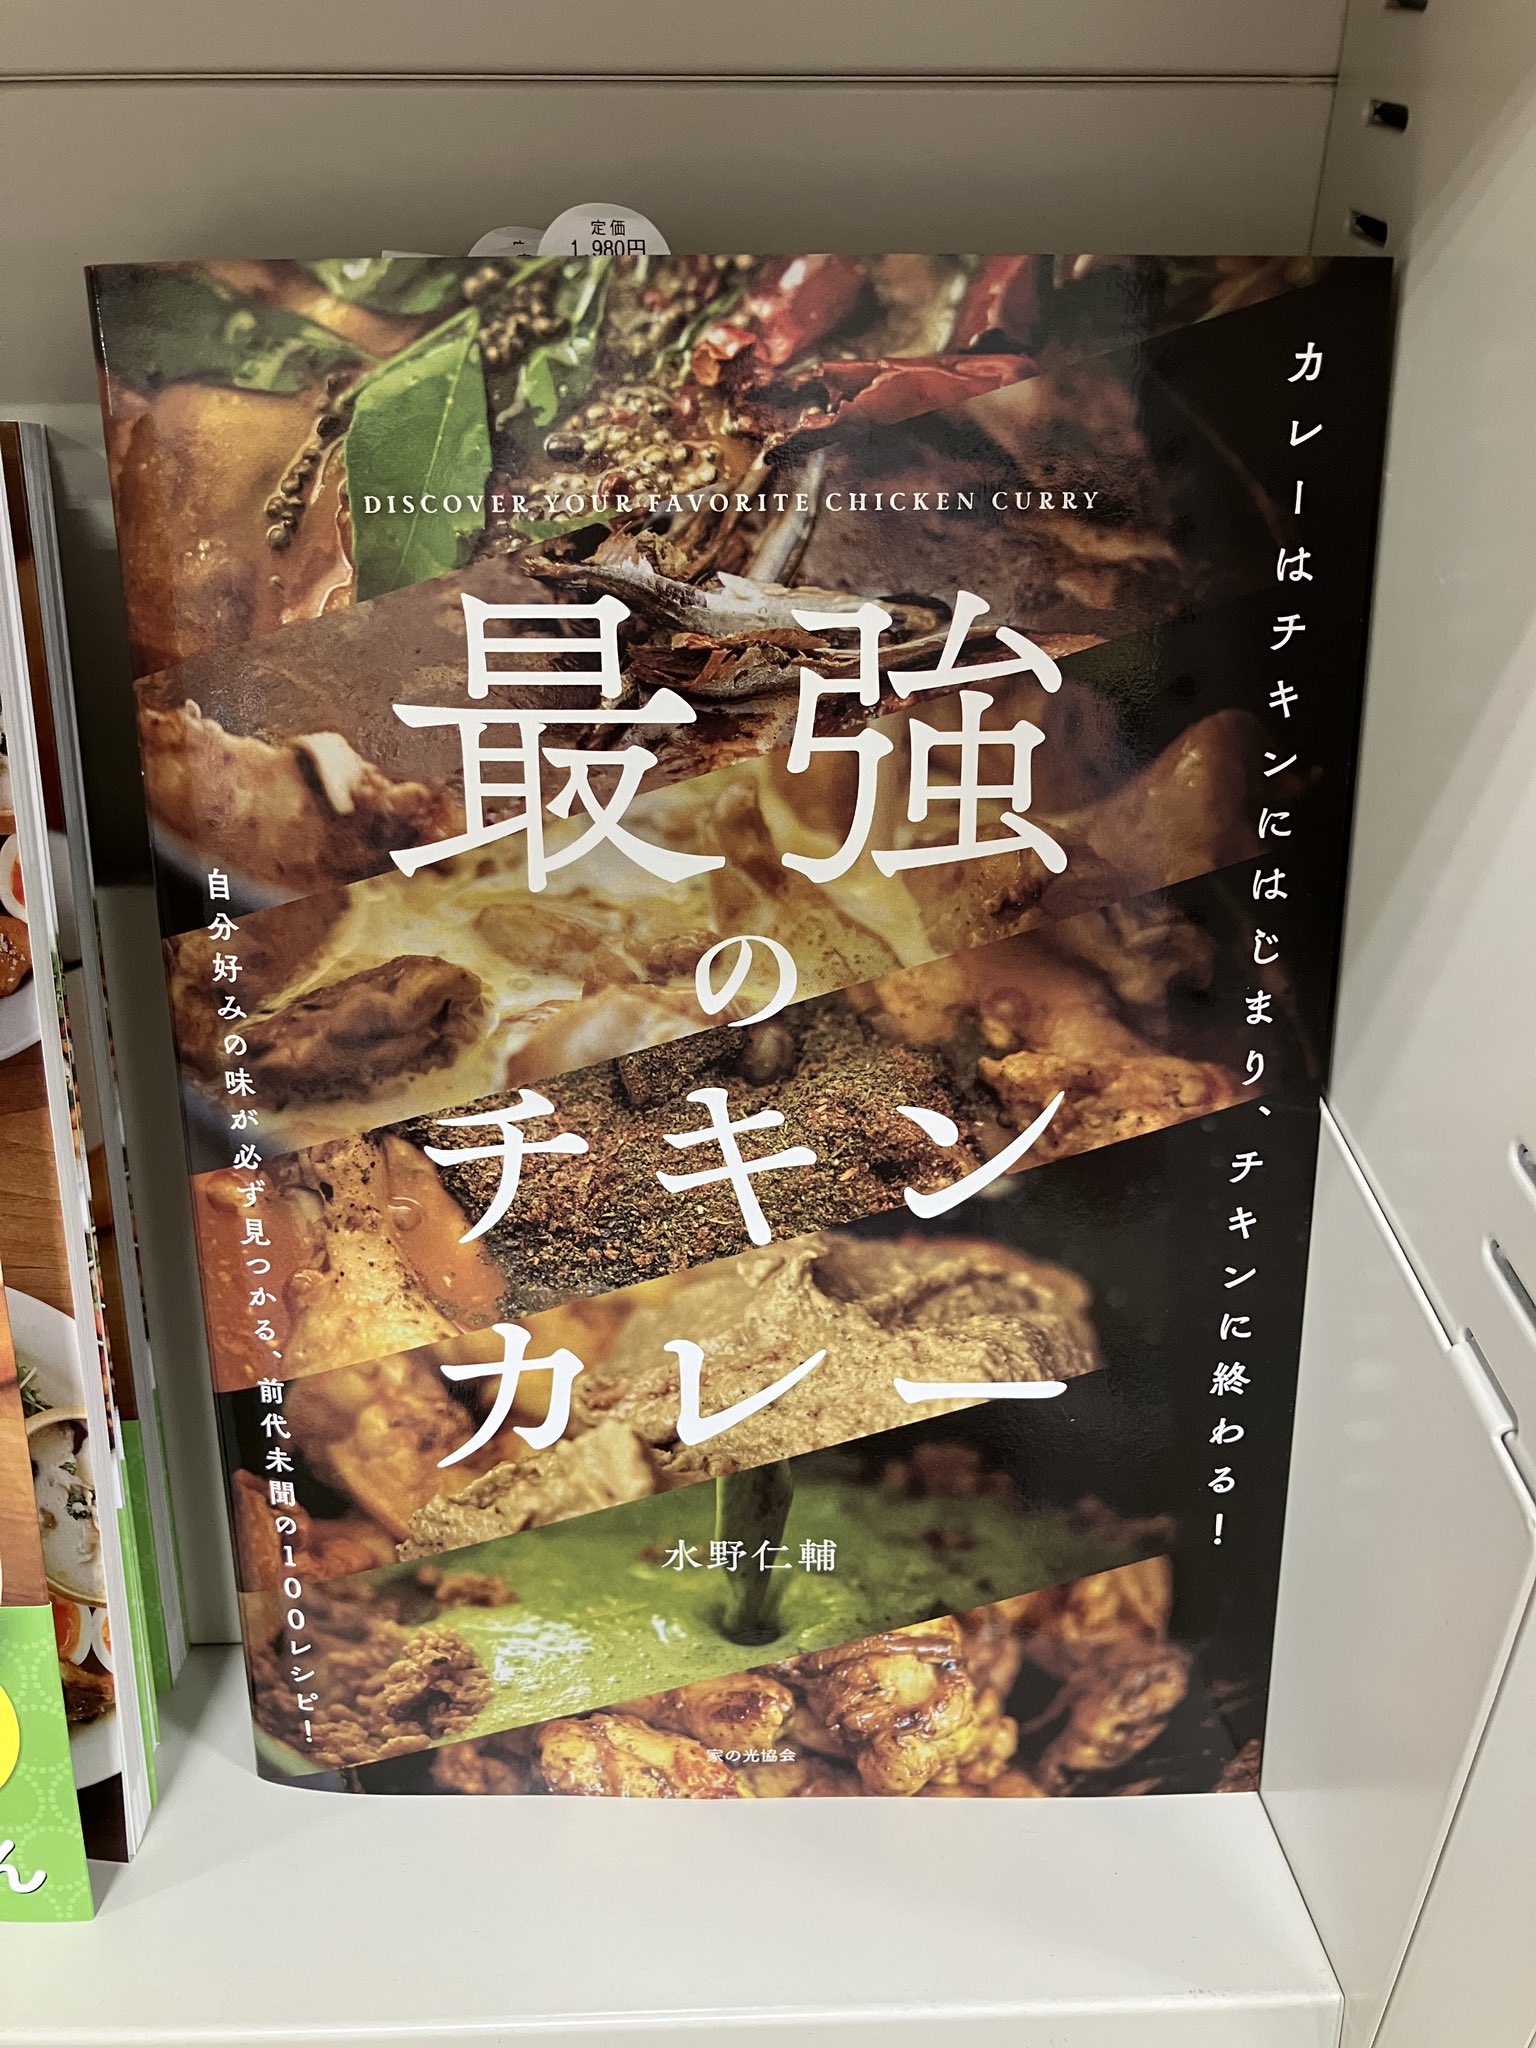 定価
1,980円
DISCOVER YOUR FAVORITE CHICKEN CURRY
カレーはチキンにはじまり、チキンに終わる!
最強
の
チキン
カレー
自分好みの味が必ず見つかる、前代未聞の100レシピ!
水野仁輔
家の光協会
ん